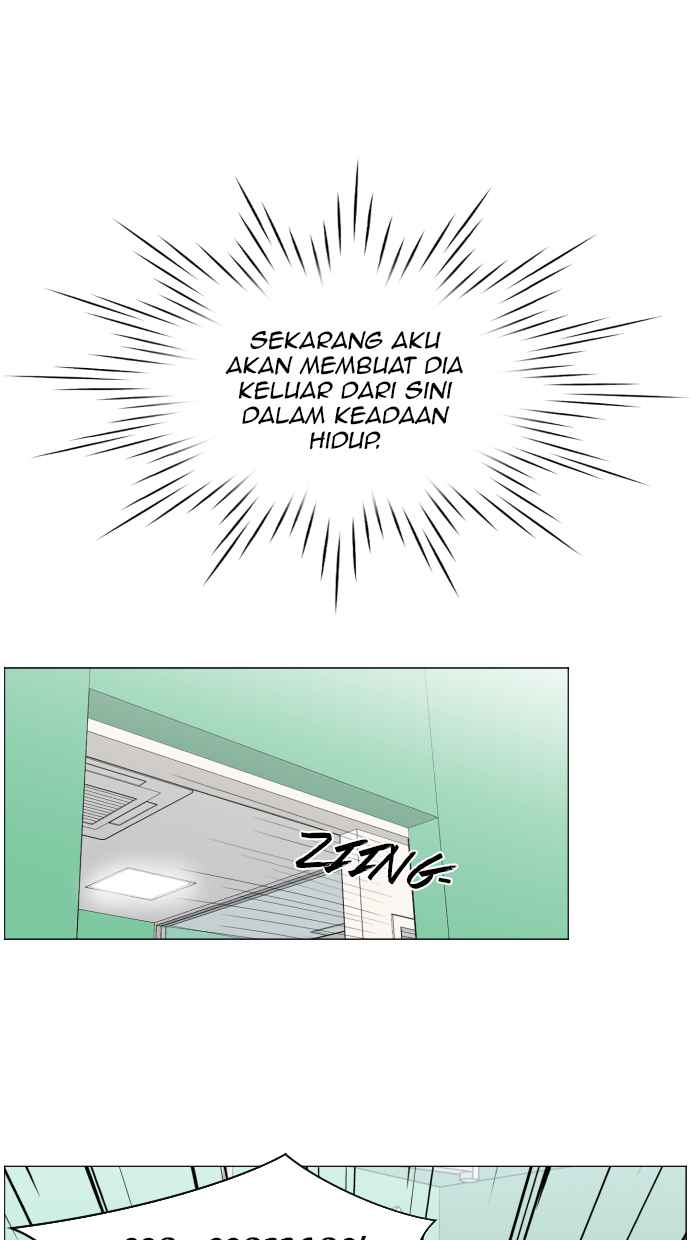 SEKARANG AKU
AKAN MEMBUAT DIA
KELUAR DARI SINI
DALAM KEADAAN
HIDUP.
ZIING-